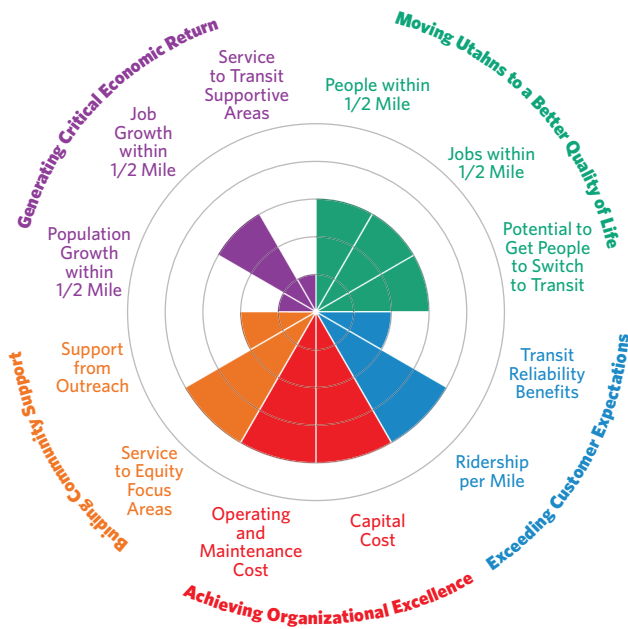 Moving Utahns to a Better Quality of Life
People within
1/2 Mile
Jobs within
1/2 Mile
Potential to
Get People
to Switch
to Transit
Exceeding Customer Expectations
Transit
Reliability
Benefits
Ridership
per Mile
Achieving Organizational Excellence
Capital
Cost
Operating
and
Maintenance
Cost
Building Community Support
Service
to Equity
Focus
Areas
Support
from
Outreach
Generating Critical Economic Return
Population
Growth
within
1/2 Mile
Job
Growth
within
1/2 Mile
Service
to Transit
Supportive
Areas